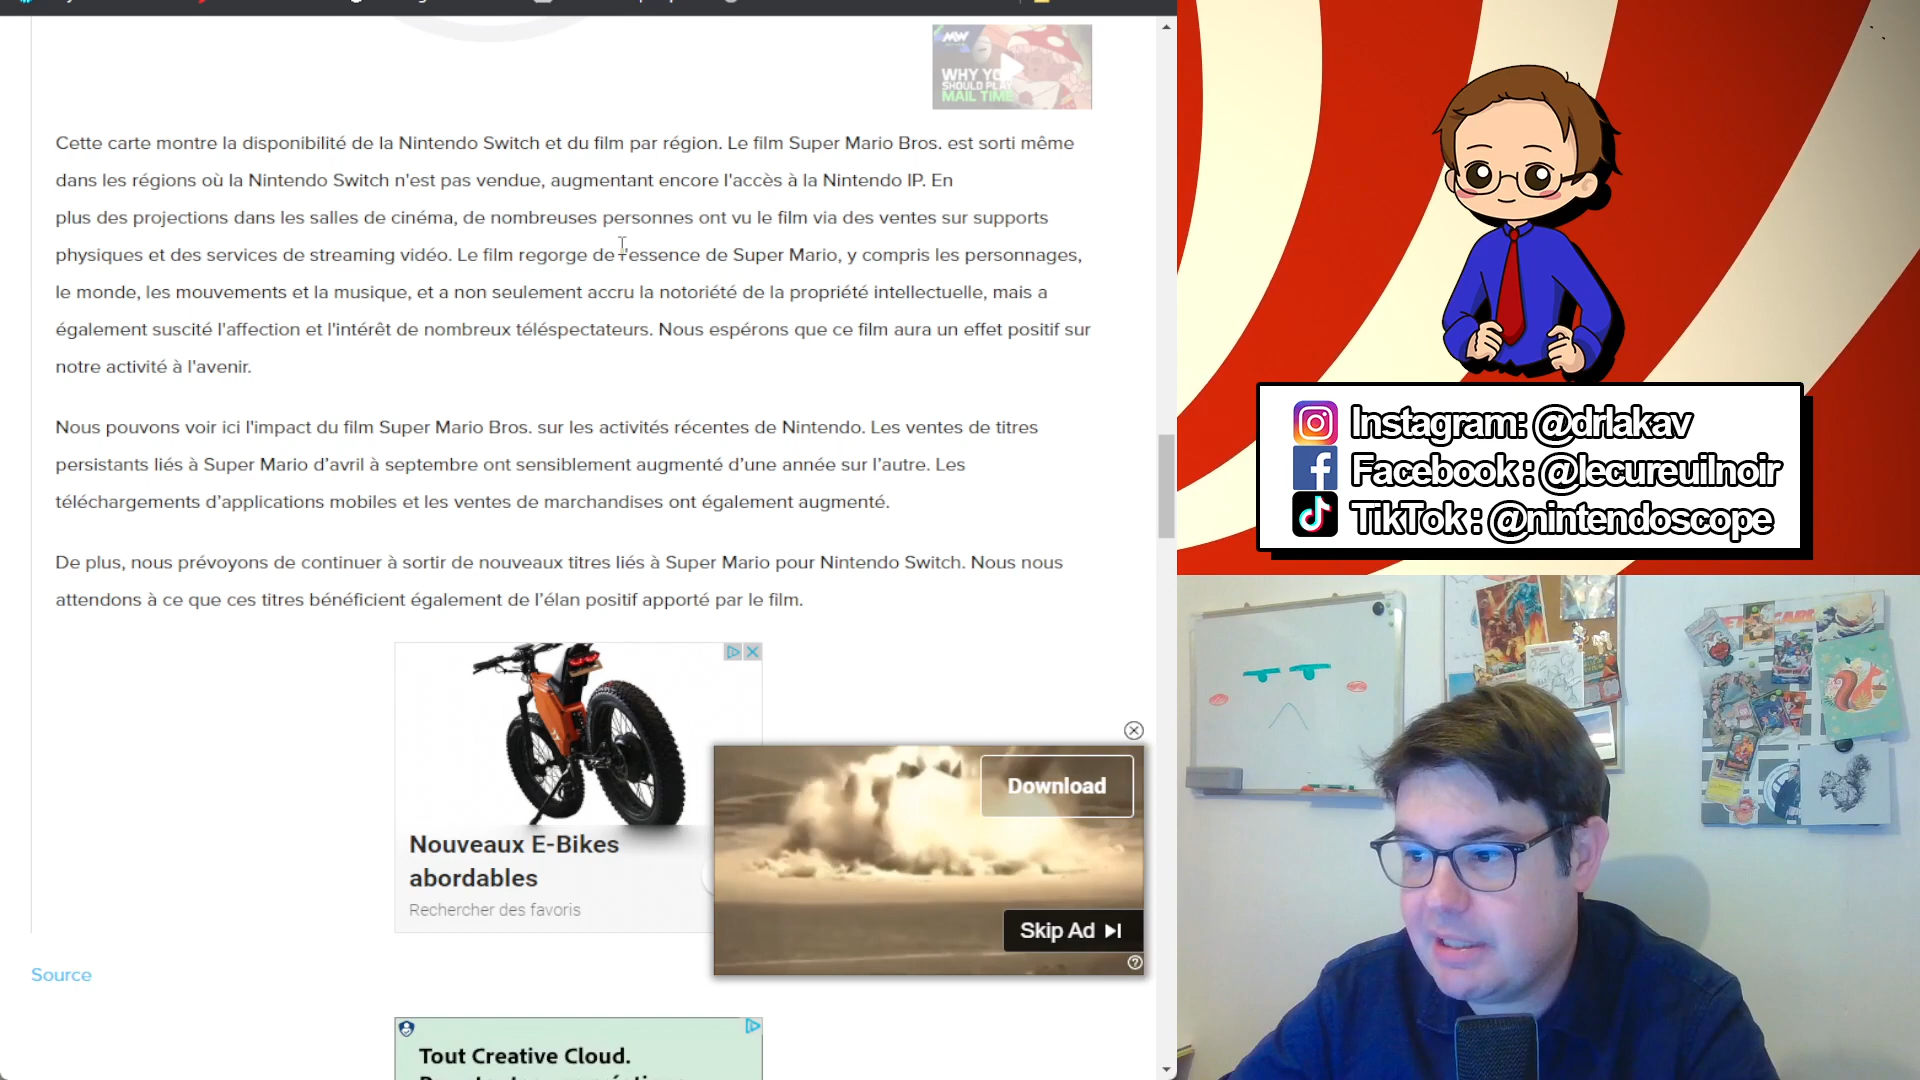 WHY YO
SHOULD PLAY
MAIL TIME
Cette carte montre la disponibilité de la Nintendo Switch et du film par région. Le film Super Mario Bros. est sorti même
dans les régions où la Nintendo Switch n'est pas vendue, augmentant encore l'accès à la Nintendo IP. En
plus des projections dans les salles de cinéma, de nombreuses personnes ont vu le film via des ventes sur supports
physiques et des services de streaming vidéo. Le film regorge de l'essence de Super Mario, y compris les personnages,
le monde, les mouvements et la musique, et a non seulement accru la notoriété de la propriété intellectuelle, mais a
également suscité l'affection et l'intérêt de nombreux téléspectateurs. Nous espérons que ce film aura un effet positif sur
notre activité à l'avenir.
Nous pouvons voir ici l'impact du film Super Mario Bros. sur les activités récentes de Nintendo. Les ventes de titres
persistants liés à Super Mario d’avril à septembre ont sensiblement augmenté d’une année sur l’autre. Les
téléchargements d’applications mobiles et les ventes de marchandises ont également augmenté.
De plus, nous prévoyons de continuer à sortir de nouveaux titres liés à Super Mario pour Nintendo Switch. Nous nous
attendons à ce que ces titres bénéficient également de l’élan positif apporté par le film.
Nouveaux E-Bikes
abordables
Rechercher des favoris
Download
Skip Ad
Source
Tout Creative Cloud.
Instagram: @drlakav
Facebook : @lecureuilnoir
TikTok : @nintendoscope